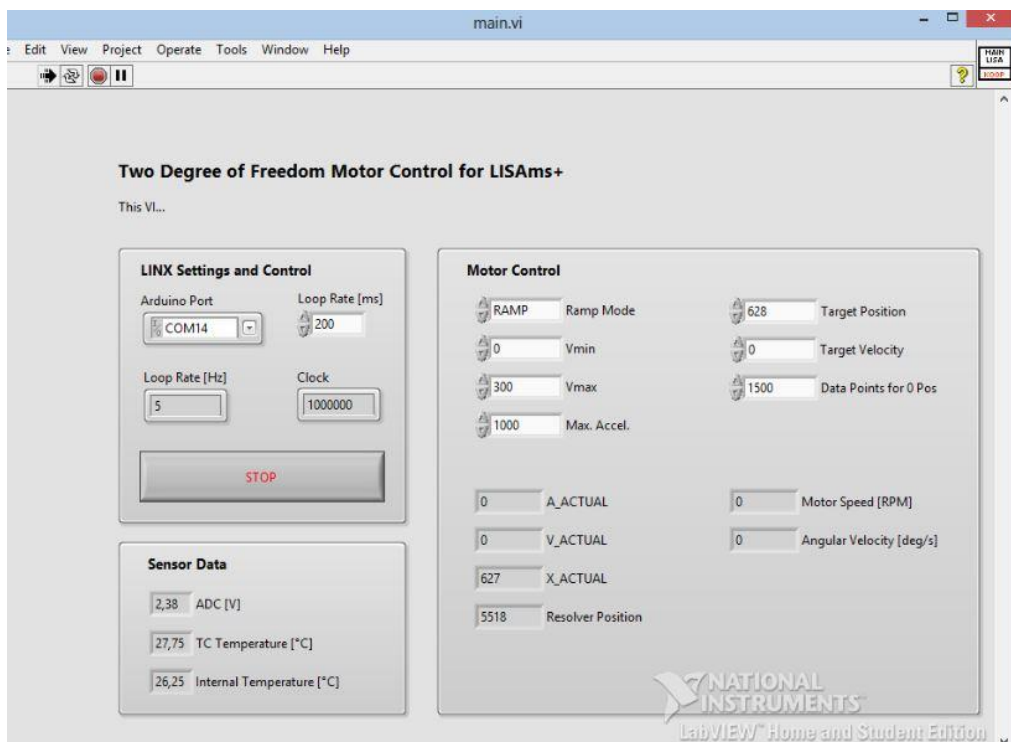 main.vi
Edit View Project Operate Tools Window Help
MAIN
LISA
Two Degree of Freedom Motor Control for LISAms+
This VI...
LINX Settings and Control
Arduino Port
Loop Rate [ms]
COM14
200
Loop Rate [Hz]
Clock
5
1000000
STOP
Sensor Data
2,38 ADC [V]
27,75 TC Temperature [°C]
26,25 Internal Temperature [°C]
Motor Control
RAMP Ramp Mode
0 Vmin
300 Vmax
1000 Max. Accel.
628 Target Position
0 Target Velocity
1500 Data Points for 0 Pos
0 A_ACTUAL
0 V_ACTUAL
627 X_ACTUAL
5518 Resolver Position
0 Motor Speed [RPM]
0 Angular Velocity [deg/s]
NATIONAL
INSTRUMENTS
LabVIEW™ Home and Student Edition